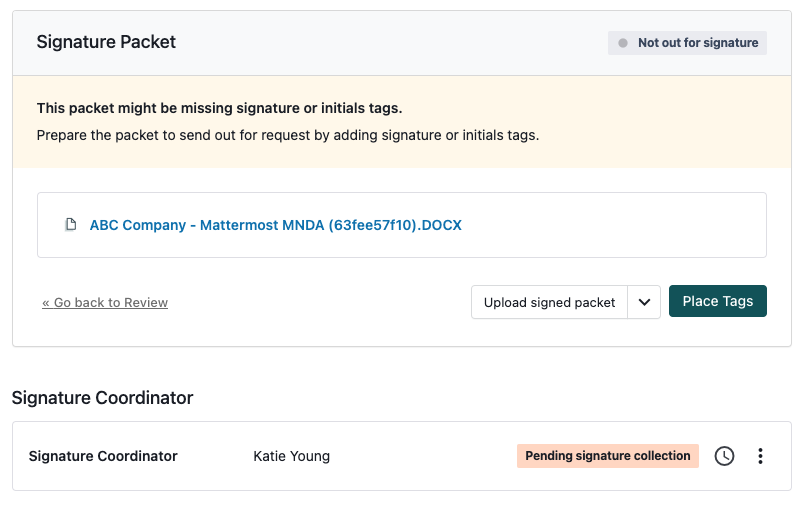 Signature Packet
Not out for signature
This packet might be missing signature or initials tags.
Prepare the packet to send out for request by adding signature or initials tags.
ABC Company - Mattermost MNDA (63fee57f10).DOCX
« Go back to Review
Upload signed packet
Place Tags
Signature Coordinator
Signature Coordinator
Katie Young
Pending signature collection